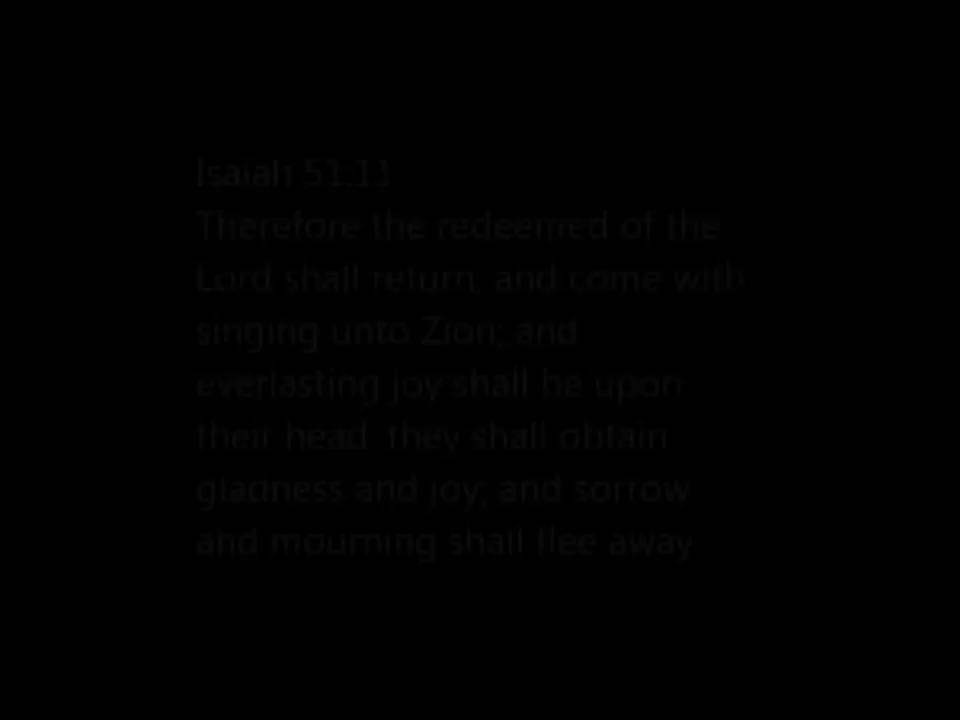 Isaiah 51:11
Therefore the redeemed of the
Lord shall return, and come with
singing unto Zion; and
everlasting joy shall be upon
their head: they shall obtain
gladness and joy; and sorrow
and mourning shall flee away.